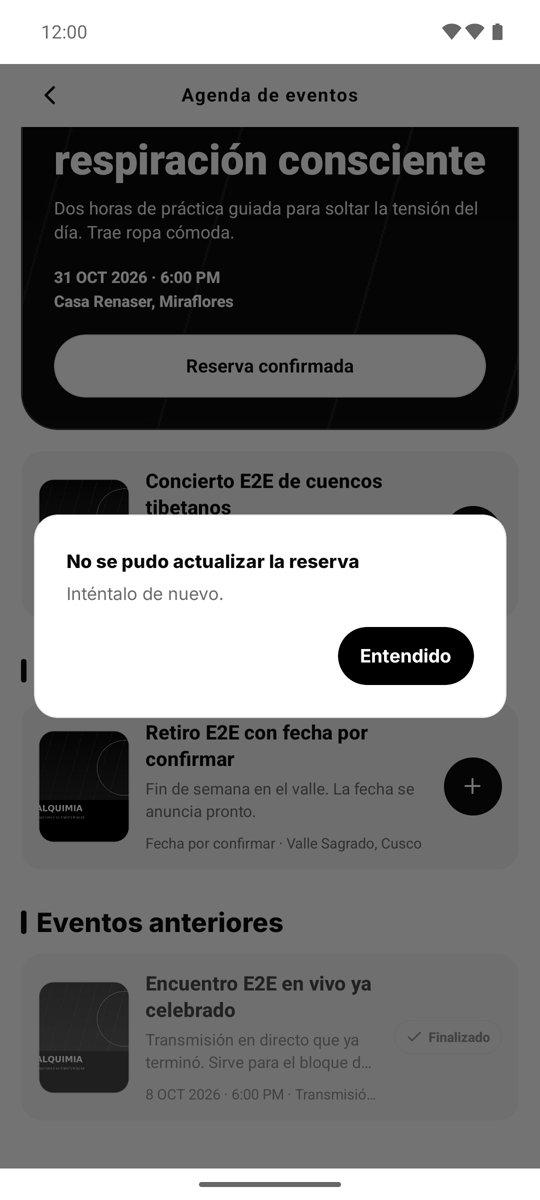 12:00
Agenda de eventos
respiración consciente
Dos horas de práctica guiada para soltar la tensión del
día. Trae ropa cómoda.
31 OCT 2026 · 6:00 PM
Casa Renaser, Miraflores
Reserva confirmada
Concierto E2E de cuencos
tibetanos
No se pudo actualizar la reserva
Inténtalo de nuevo.
Entendido
Retiro E2E con fecha por
confirmar
ALQUIMIA
Fin de semana en el valle. La fecha se
anuncia pronto.
Fecha por confirmar · Valle Sagrado, Cusco
Eventos anteriores
Encuentro E2E en vivo ya
celebrado
ALQUIMIA
Transmisión en directo que ya
terminó. Sirve para el bloque d...
Finalizado
8 OCT 2026 · 6:00 PM · Transmisió...